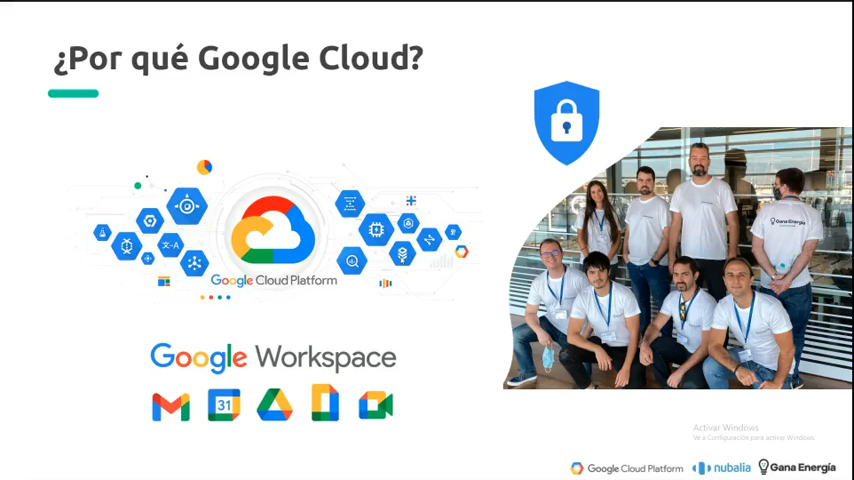 ¿Por qué Google Cloud?
文-A
Google Cloud Platform
Gana Energía
Google Workspace
31
Activar Windows
Ve a Configuración para activar Windows.
Google Cloud Platform
nubalia
Gana Energía